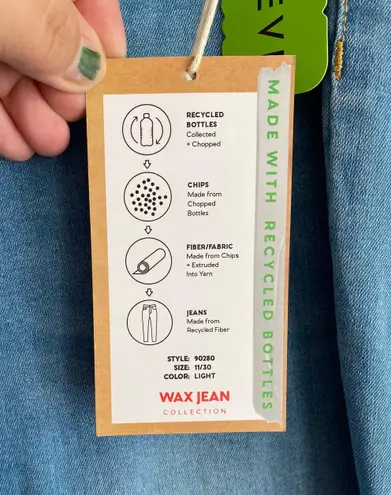 EVE
RECYCLED
BOTTLES
Collected
+ Chopped
CHIPS
Made from
Chopped
Bottles
FIBER/FABRIC
Made from Chips
+ Extruded
Into Yarn
JEANS
Made from
Recycled Fiber
STYLE: 90280
SIZE: 11/30
COLOR: LIGHT
WAX JEAN
COLLECTION
MADE WITH RECYCLED BOTTLES